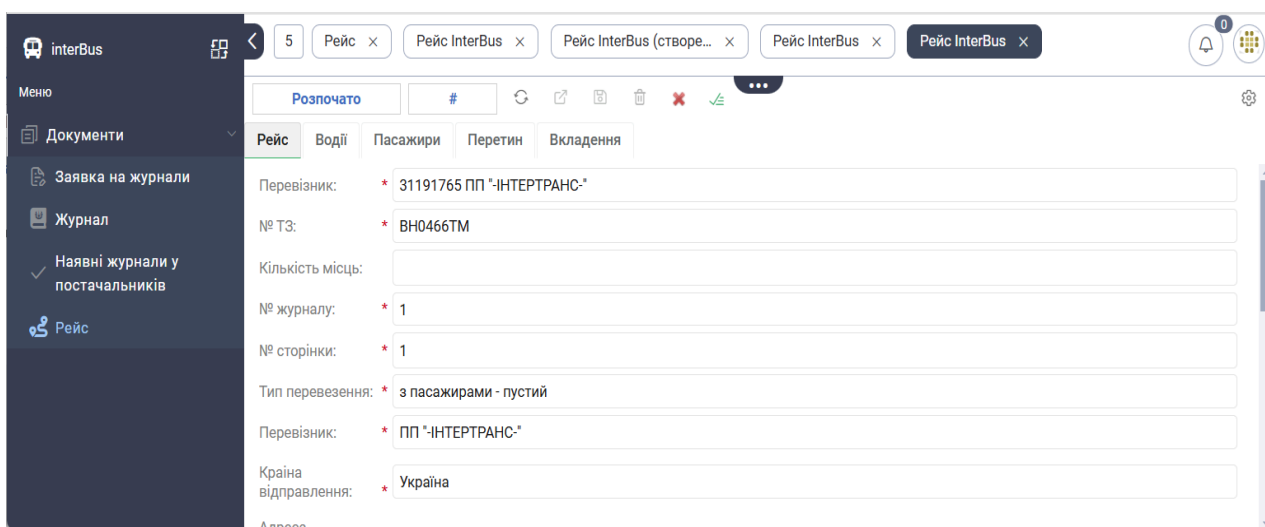 interBus
5
Рейс
Рейс InterBus
Рейс InterBus (створе...
Рейс InterBus
Рейс InterBus
0
Меню
Розпочато
#
Документи
Рейс
Водії
Пасажири
Перетин
Вкладення
Заявка на журнали
Журнал
Наявні журнали у
постачальників
Рейс
Перевізник: * 31191765 ПП "-ІНТЕРТРАНС-"
№ ТЗ: * BH0466TM
Кількість місць:
№ журналу: * 1
№ сторінки: * 1
Тип перевезення: * з пасажирами - пустий
Перевізник: * ПП "-ІНТЕРТРАНС-"
Країна
відправлення: * Україна